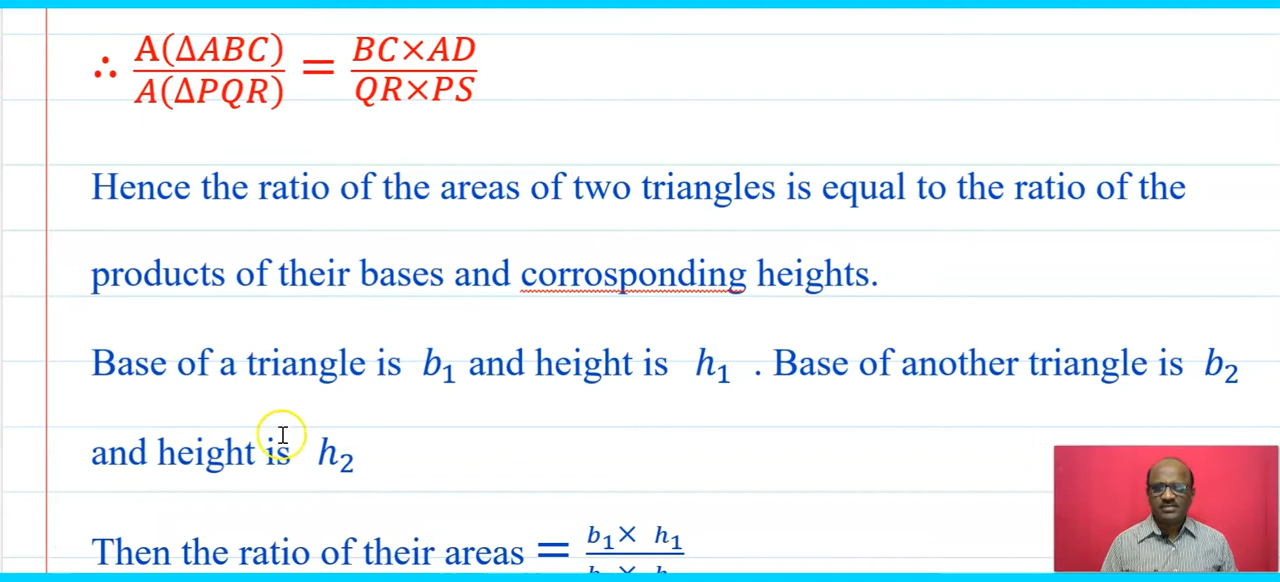 ∴ A(ΔABC)/A(ΔPQR) = BC×AD/QR×PS
Hence the ratio of the areas of two triangles is equal to the ratio of the
products of their bases and corrosponding heights.
Base of a triangle is b₁ and height is h₁ . Base of another triangle is b₂
and height is h₂
Then the ratio of their areas = b₁× h₁